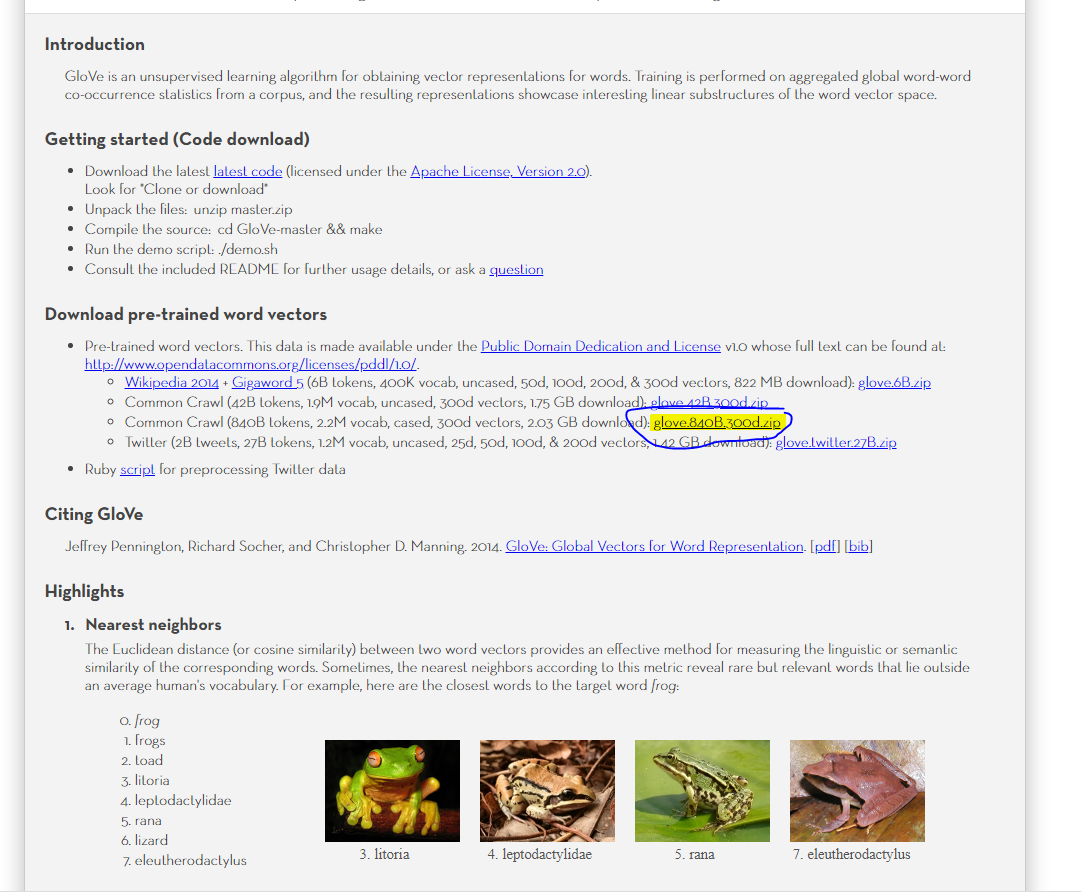 Introduction
GloVe is an unsupervised learning algorithm for obtaining vector representations for words. Training is performed on aggregated global word-word
co-occurrence statistics from a corpus, and the resulting representations showcase interesting linear substructures of the word vector space.
Getting started (Code download)
• Download the latest latest code (licensed under the Apache License, Version 2.0).
Look for "Clone or download"
• Unpack the files: unzip master.zip
• Compile the source: cd GloVe-master && make
• Run the demo script: ./demo.sh
• Consult the included README for further usage details, or ask a question
Download pre-trained word vectors
• Pre-trained word vectors. This data is made available under the Public Domain Dedication and License v1.0 whose full text can be found at:
http://www.opendatacommons.org/licenses/pddl/1.0/.
○ Wikipedia 2014 + Gigaword 5 (6B tokens, 400K vocab, uncased, 50d, 100d, 200d, & 300d vectors, 822 MB download): glove.6B.zip
○ Common Crawl (42B tokens, 1.9M vocab, uncased, 300d vectors, 1.75 GB download): glove.42B.300d.zip
○ Common Crawl (840B tokens, 2.2M vocab, cased, 300d vectors, 2.03 GB download): glove.840B.300d.zip
○ Twitter (2B tweets, 27B tokens, 1.2M vocab, uncased, 25d, 50d, 100d, & 200d vectors, 1.42 GB download): glove.twitter.27B.zip
• Ruby script for preprocessing Twitter data
Citing GloVe
Jeffrey Pennington, Richard Socher, and Christopher D. Manning. 2014. GloVe: Global Vectors for Word Representation. [pdf] [bib]
Highlights
1. Nearest neighbors
The Euclidean distance (or cosine similarity) between two word vectors provides an effective method for measuring the linguistic or semantic
similarity of the corresponding words. Sometimes, the nearest neighbors according to this metric reveal rare but relevant words that lie outside
an average human's vocabulary. For example, here are the closest words to the target word frog:
0. frog
1. frogs
2. toad
3. litoria
4. leptodactylidae
5. rana
6. lizard
7. eleutherodactylus
3. litoria
4. leptodactylidae
5. rana
7. eleutherodactylus